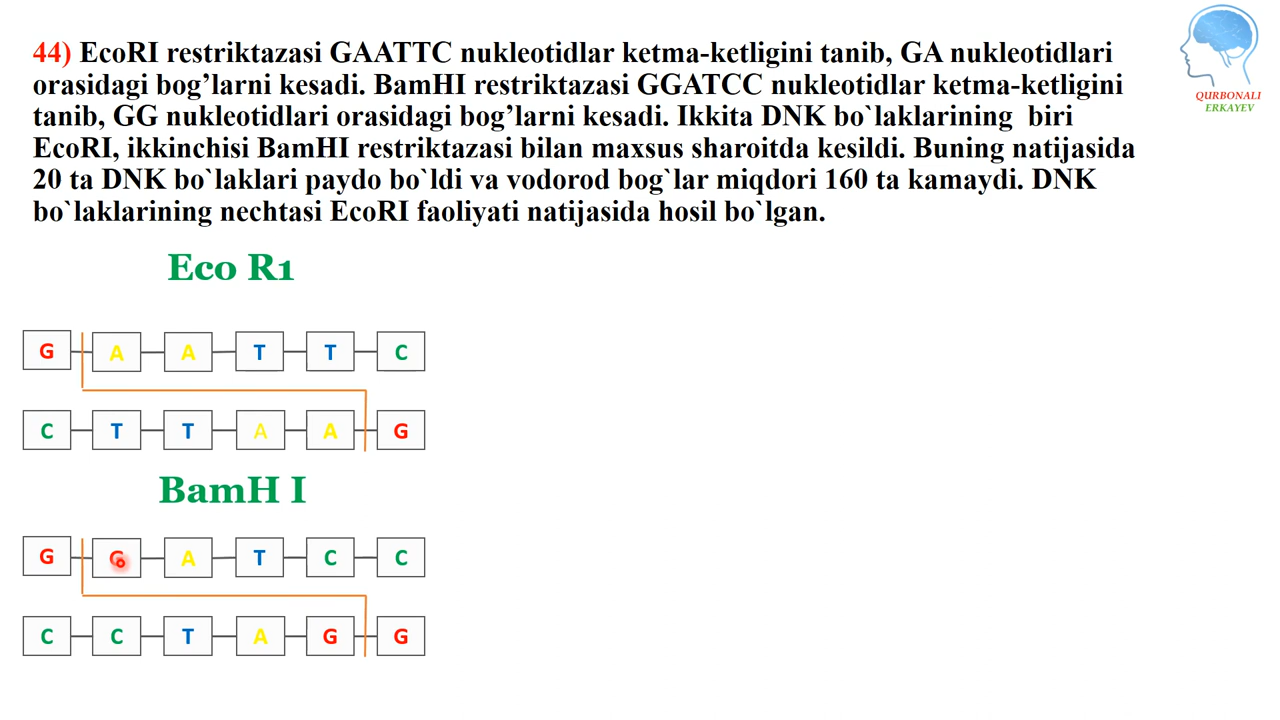 44) EcoRI restriktazasi GAATTC nukleotidlar ketma-ketligini tanib, GA nukleotidlari
orasidagi bog’larni kesadi. BamHI restriktazasi GGATCC nukleotidlar ketma-ketligini
tanib, GG nukleotidlari orasidagi bog’larni kesadi. Ikkita DNK bo`laklarining biri
EcoRI, ikkinchisi BamHI restriktazasi bilan maxsus sharoitda kesildi. Buning natijasida
20 ta DNK bo`laklari paydo bo`ldi va vodorod bog`lar miqdori 160 ta kamaydi. DNK
bo`laklarining nechtasi EcoRI faoliyati natijasida hosil bo`lgan.
QURBONALI
ERKAYEV
Eco R1
G A A T T C
C T T A A G
BamH I
G G A T C C
C C T A G G